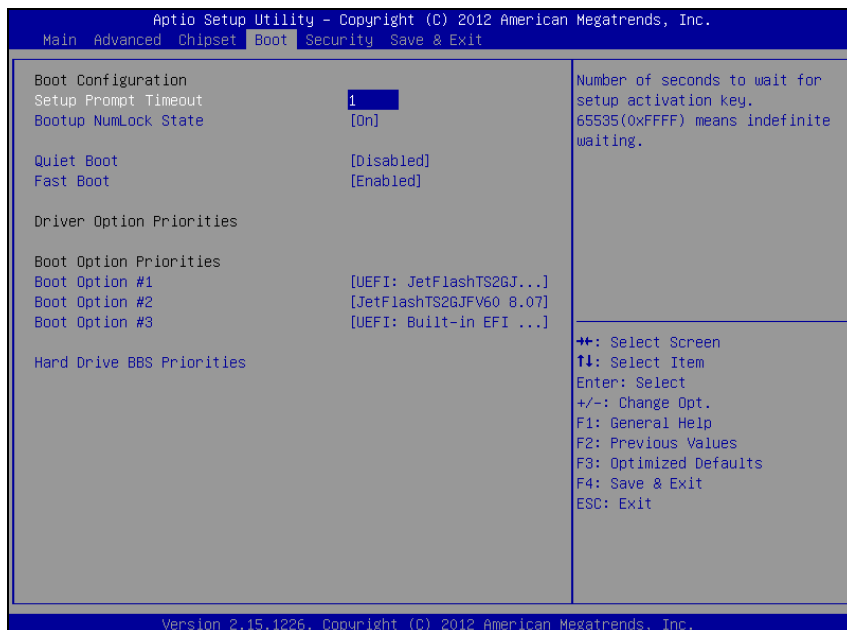 Aptio Setup Utility – Copyright (C) 2012 American Megatrends, Inc.
Main Advanced Chipset Boot Security Save & Exit
Boot Configuration
Setup Prompt Timeout 1
Bootup NumLock State [On]
Quiet Boot [Disabled]
Fast Boot [Enabled]
Driver Option Priorities
Boot Option Priorities
Boot Option #1 [UEFI: JetFlashTS2GJ...]
Boot Option #2 [JetFlashTS2GJFV60 8.07]
Boot Option #3 [UEFI: Built-in EFI ...]
Hard Drive BBS Priorities
Number of seconds to wait for
setup activation key.
65535(0xFFFF) means indefinite
waiting.
→←: Select Screen
↑↓: Select Item
Enter: Select
+/-: Change Opt.
F1: General Help
F2: Previous Values
F3: Optimized Defaults
F4: Save & Exit
ESC: Exit
Version 2.15.1226. Copyright (C) 2012 American Megatrends, Inc.